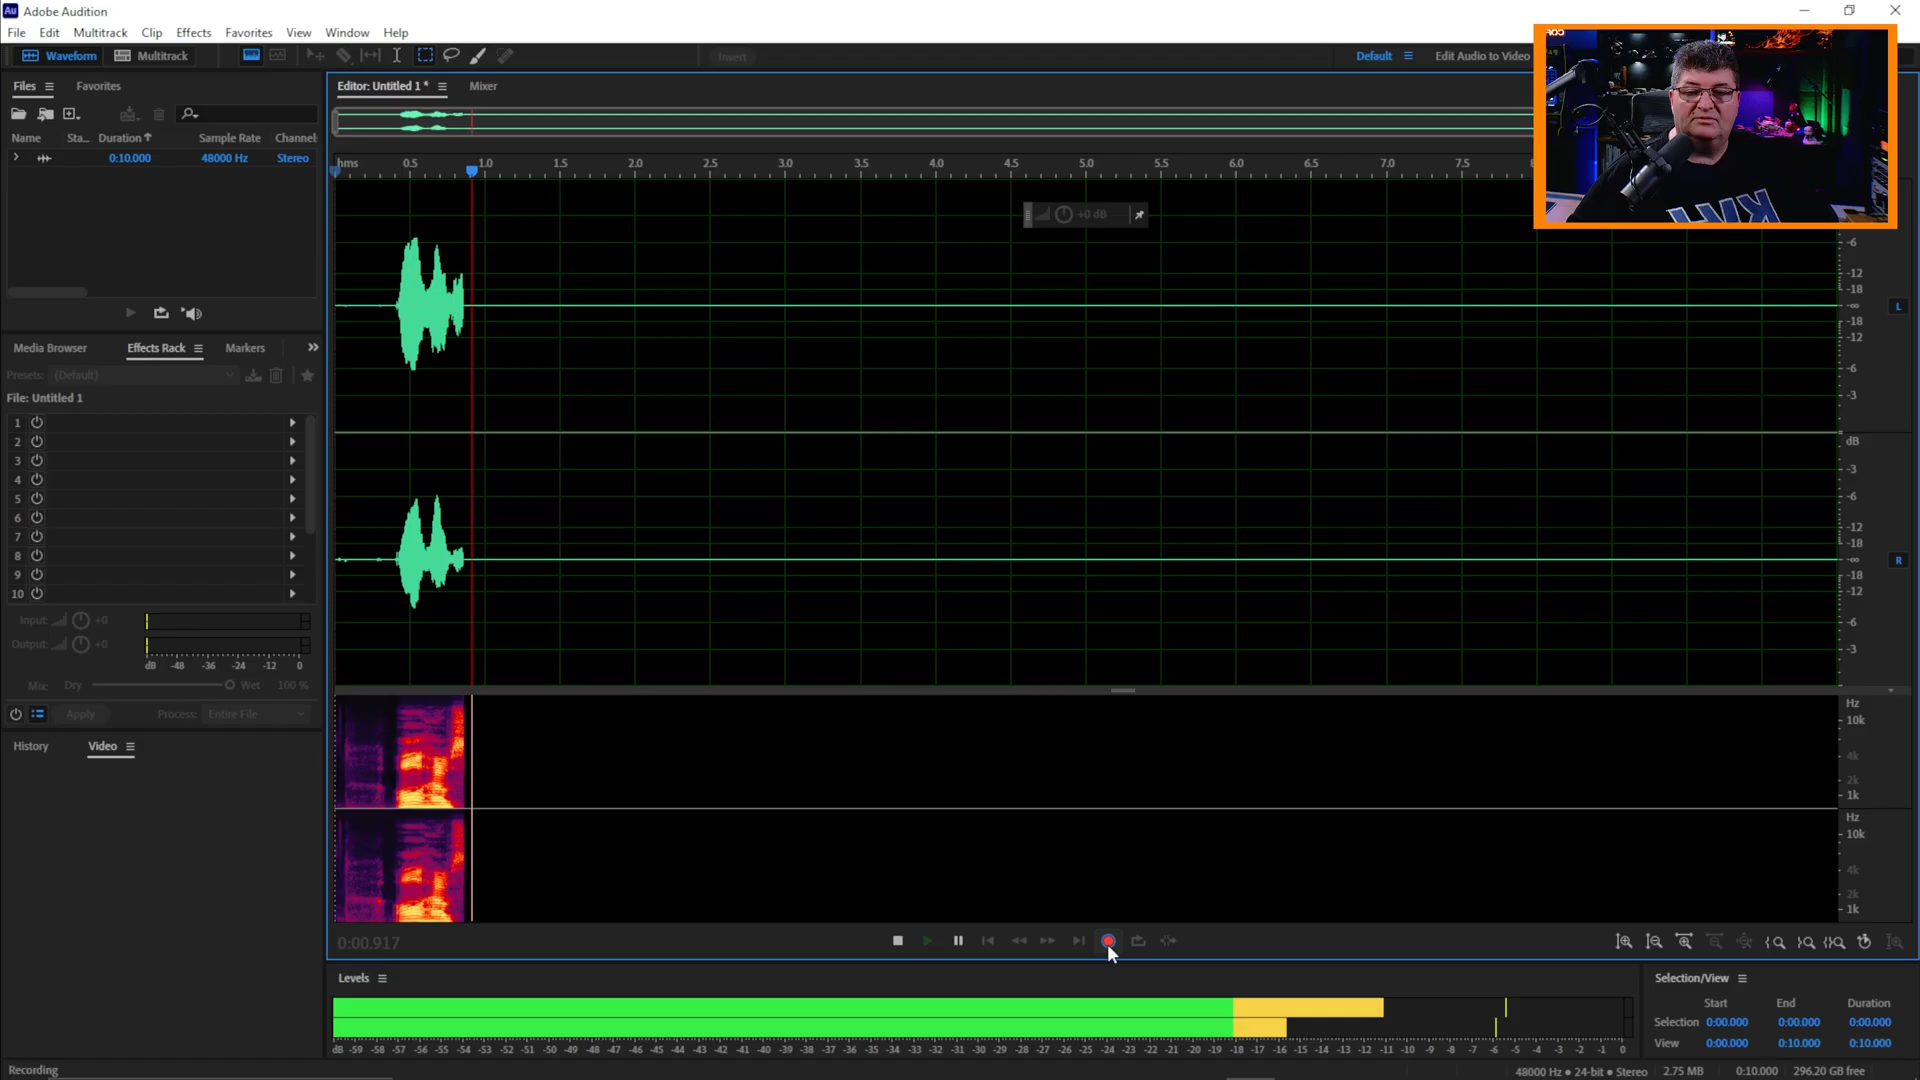 Au Adobe Audition
File Edit Multitrack Clip Effects Favorites View Window Help
Waveform Multitrack Invert Default Edit Audio to Video
Files Favorites
Editor: Untitled 1 * Mixer
Name Sta... Duration Sample Rate Channel
0:10.000 48000 Hz Stereo
hms 0.5 1.0 1.5 2.0 2.5 3.0 3.5 4.0 4.5 5.0 5.5 6.0 6.5 7.0 7.5
+0 dB
-6
-12
-18
-∞ L
-18
-12
-6
-3
dB
-3
-6
-12
-18
-∞ R
-18
-12
-6
-3
Media Browser Effects Rack Markers
Presets: (Default)
File: Untitled 1
1
2
3
4
5
6
7
8
9
10
Input: +0
Output: +0
dB -48 -36 -24 -12 0
Mix: Dry Wet 100 %
Apply Process: Entire File
History Video
Hz
10k
4k
2k
1k
Hz
10k
4k
2k
1k
0:00.917
Levels
dB -59 -58 -57 -56 -55 -54 -53 -52 -51 -50 -49 -48 -47 -46 -45 -44 -43 -42 -41 -40 -39 -38 -37 -36 -35 -34 -33 -32 -31 -30 -29 -28 -27 -26 -25 -24 -23 -22 -21 -20 -19 -18 -17 -16 -15 -14 -13 -12 -11 -10 -9 -8 -7 -6 -5 -4 -3 -2 -1 0
Selection/View
Start End Duration
Selection 0:00.000 0:00.000 0:00.000
View 0:00.000 0:10.000 0:10.000
Recording
48000 Hz • 24-bit • Stereo 2.75 MB 0:10.000 296.20 GB free